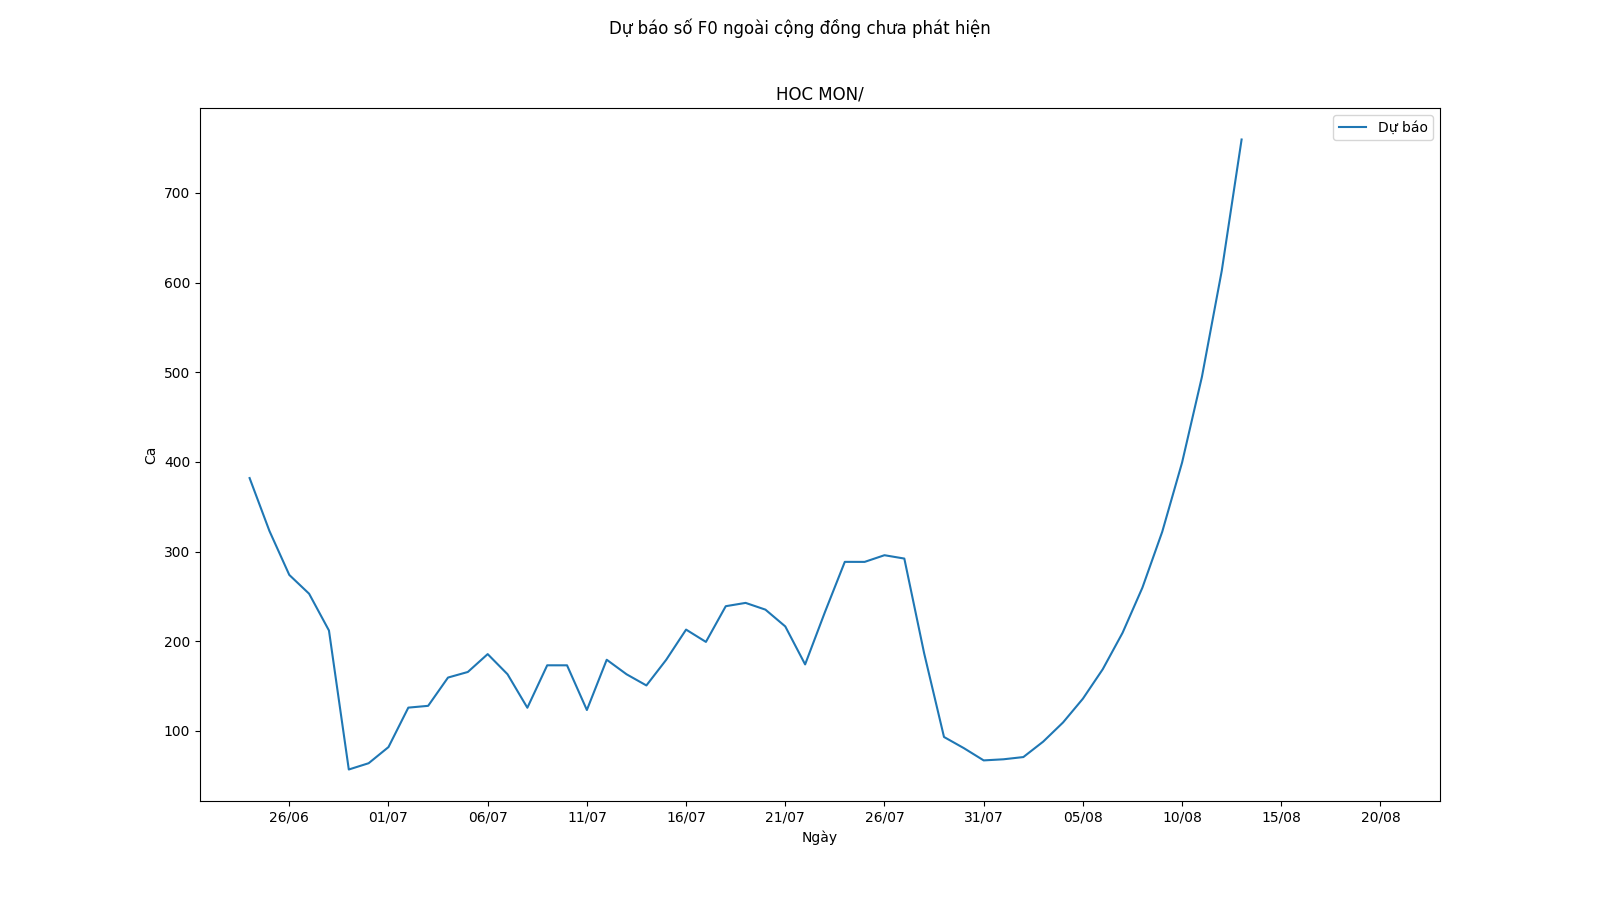 Dự báo số F0 ngoài cộng đồng chưa phát hiện
HOC MON/
Dự báo
700
600
500
400
300
200
100
Ca
26/06 01/07 06/07 11/07 16/07 21/07 26/07 31/07 05/08 10/08 15/08 20/08
Ngày